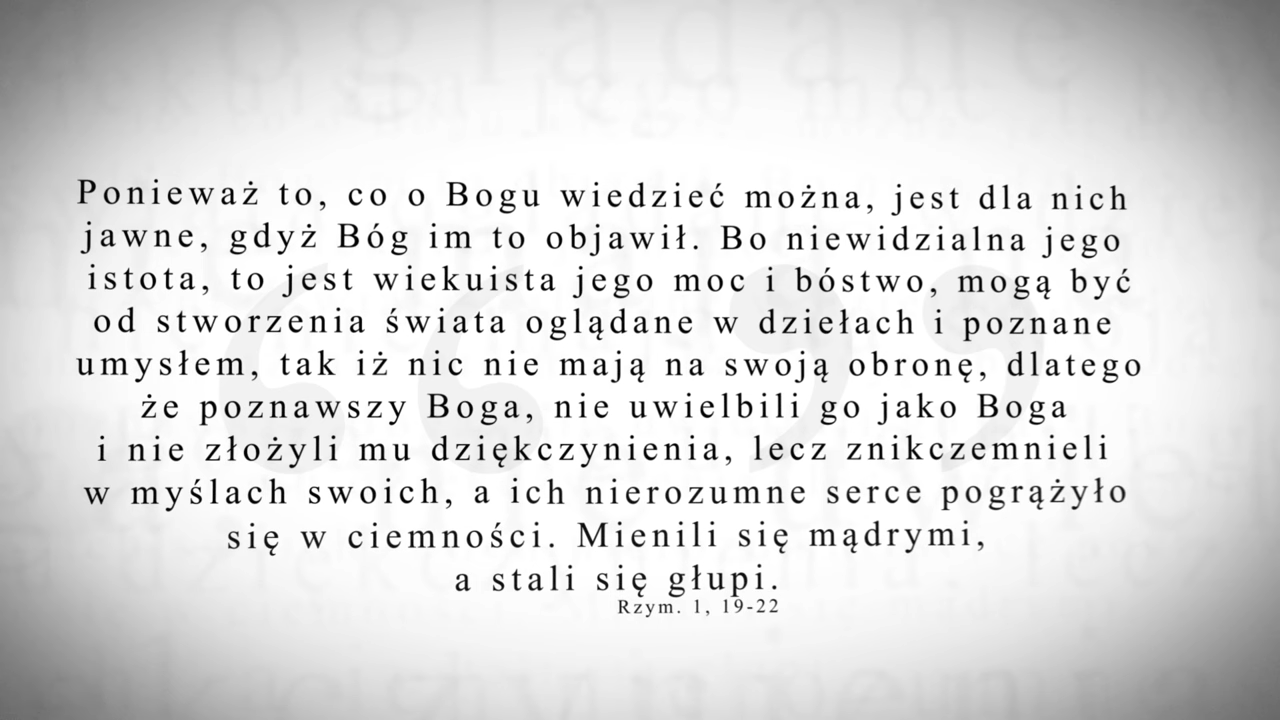 Ponieważ to, co o Bogu wiedzieć można, jest dla nich
jawne, gdyż Bóg im to objawił. Bo niewidzialna jego
istota, to jest wiekuista jego moc i bóstwo, mogą być
od stworzenia świata oglądane w dziełach i poznane
umysłem, tak iż nic nie mają na swoją obronę, dlatego
że poznawszy Boga, nie uwielbili go jako Boga
i nie złożyli mu dziękczynienia, lecz znikczemnieli
w myślach swoich, a ich nierozumne serce pogrążyło
się w ciemności. Mienili się mądrymi,
a stali się głupi.
Rzym. 1, 19-22